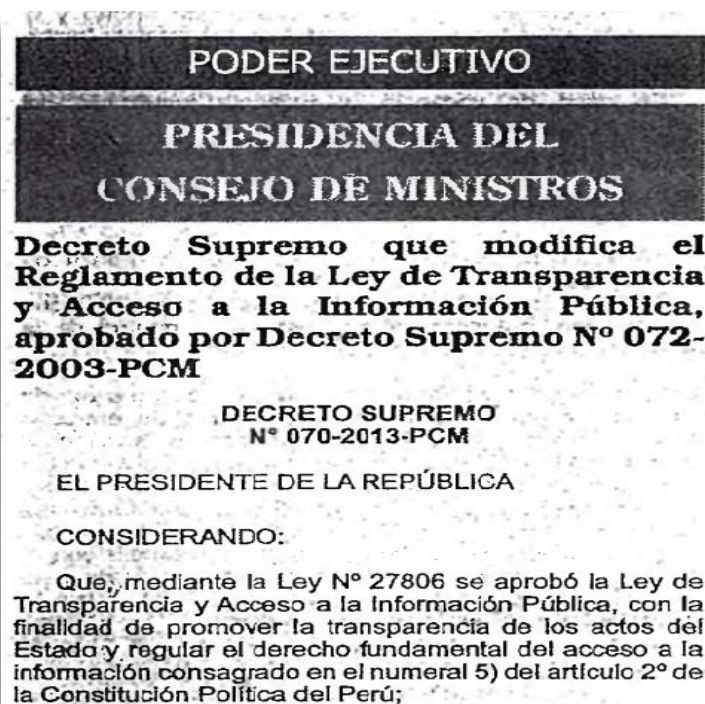 PODER EJECUTIVO
PRESIDENCIA DEL
CONSEJO DE MINISTROS
Decreto Supremo que modifica el
Reglamento de la Ley de Transparencia
y Acceso a la Información Pública,
aprobado por Decreto Supremo Nº 072-
2003-PCM
DECRETO SUPREMO
N° 070-2013-PCM
EL PRESIDENTE DE LA REPÚBLICA
CONSIDERANDO:
Que, mediante la Ley Nº 27806 se aprobó la Ley de
Transparencia y Acceso a la Información Pública, con la
finalidad de promover la transparencia de los actos del
Estado y regular el derecho fundamental del acceso a la
información consagrado en el numeral 5) del artículo 2º de
la Constitución Política del Perú;